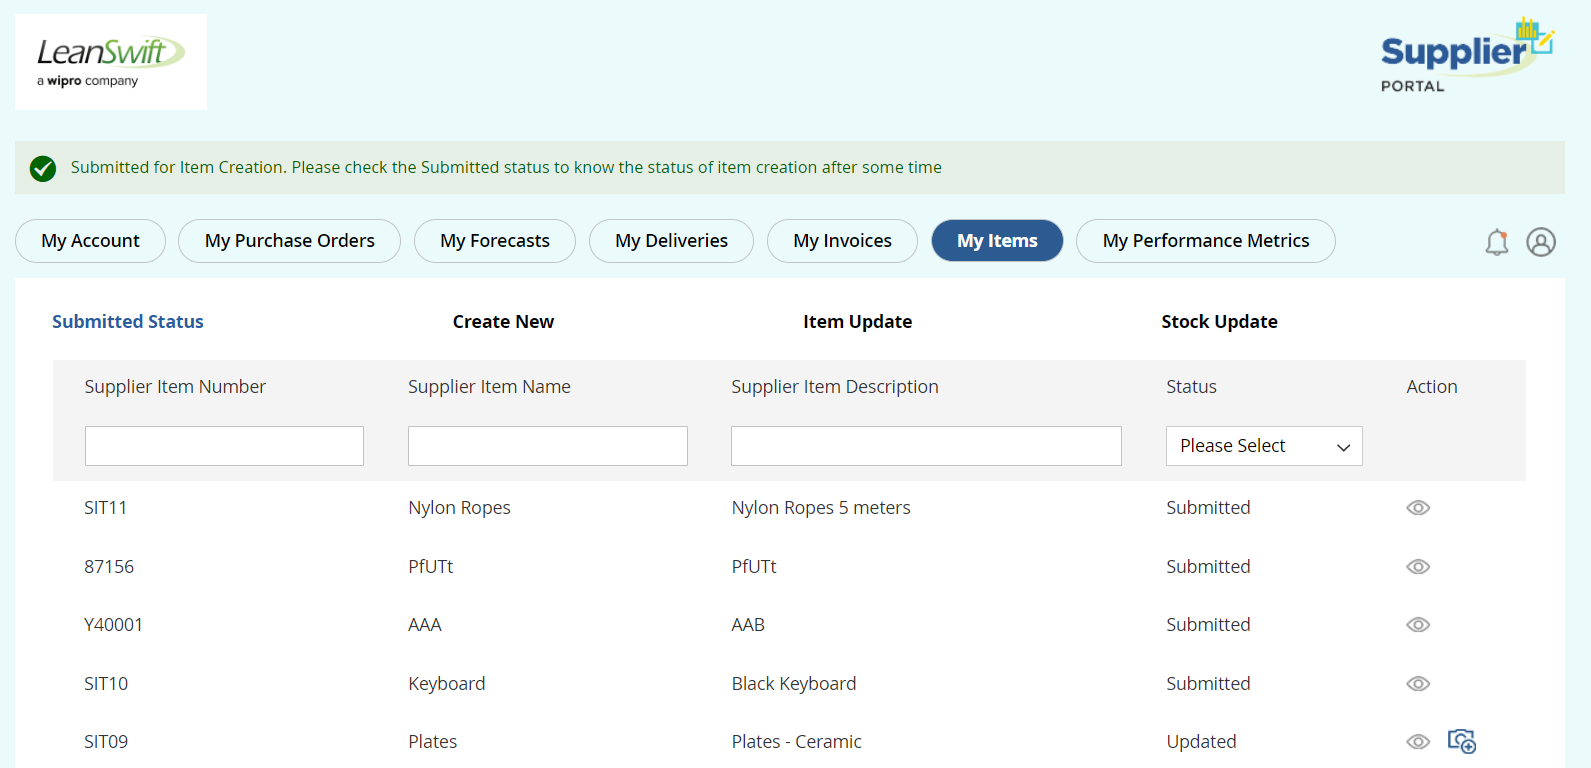 LeanSwift
a wipro company
Supplier
PORTAL
Submitted for Item Creation. Please check the Submitted status to know the status of item creation after some time
My Account My Purchase Orders My Forecasts My Deliveries My Invoices My Items My Performance Metrics
Submitted Status Create New Item Update Stock Update
Supplier Item Number Supplier Item Name Supplier Item Description Status Action
Please Select
SIT11 Nylon Ropes Nylon Ropes 5 meters Submitted
87156 PfUTt PfUTt Submitted
Y40001 AAA AAB Submitted
SIT10 Keyboard Black Keyboard Submitted
SIT09 Plates Plates - Ceramic Updated